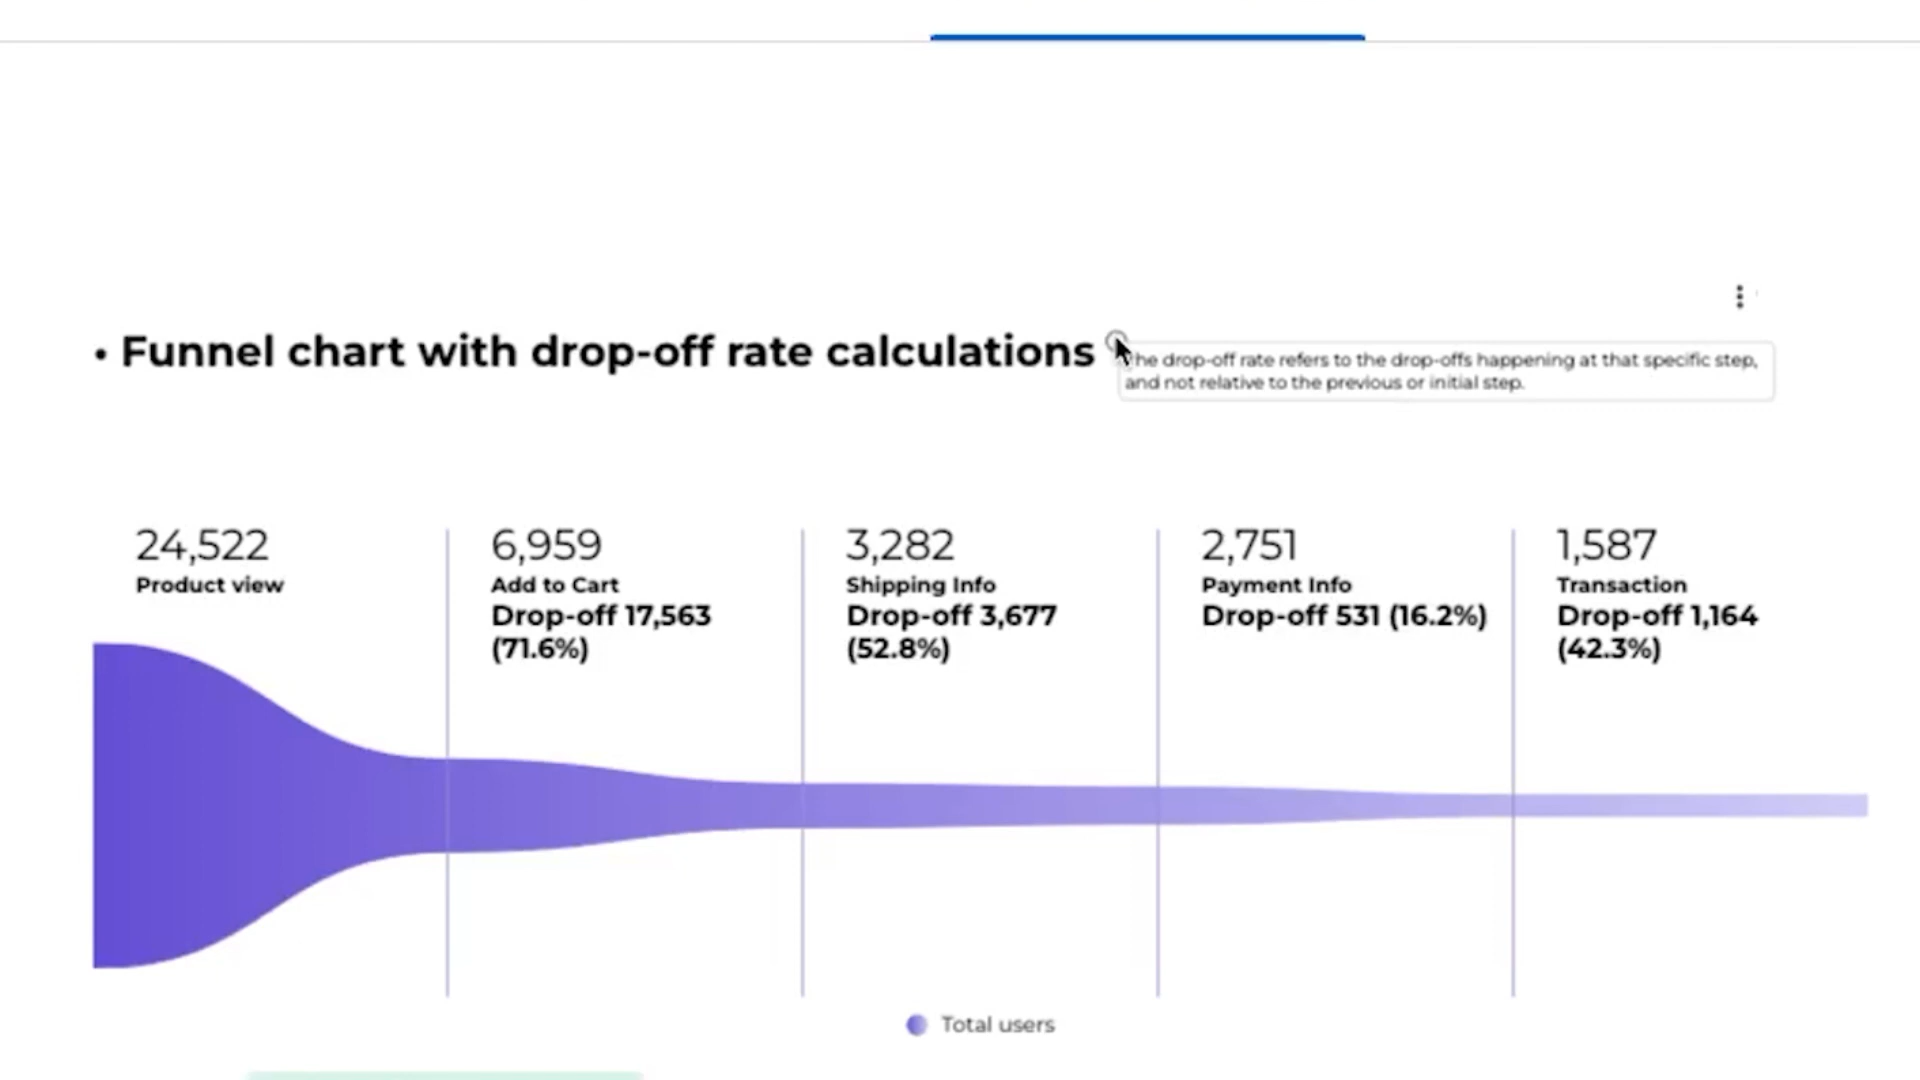 • Funnel chart with drop-off rate calculations
he drop-off rate refers to the drop-offs happening at that specific step,
and not relative to the previous or initial step.
24,522
Product view
6,959
Add to Cart
Drop-off 17,563
(71.6%)
3,282
Shipping Info
Drop-off 3,677
(52.8%)
2,751
Payment Info
Drop-off 531 (16.2%)
1,587
Transaction
Drop-off 1,164
(42.3%)
Total users